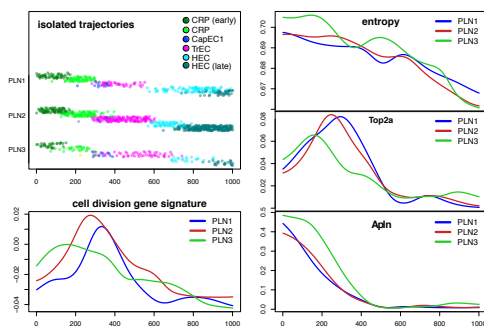 isolated trajectories
CRP (early)
CRP
CapEC1
TrEC
HEC
HEC (late)
PLN1
PLN2
PLN3
0 200 400 600 800 1000
entropy
PLN1
PLN2
PLN3
0.70
0.69
0.67
0.66
Top2a
PLN1
PLN2
PLN3
0.08
0.06
0.04
0.02
0.00
cell division gene signature
PLN1
PLN2
PLN3
0.02
0.00
-0.02
-0.04
0 200 400 600 800 1000
Apln
PLN1
PLN2
PLN3
0.5
0.4
0.3
0.2
0.1
0.0
0 200 400 600 800 1000